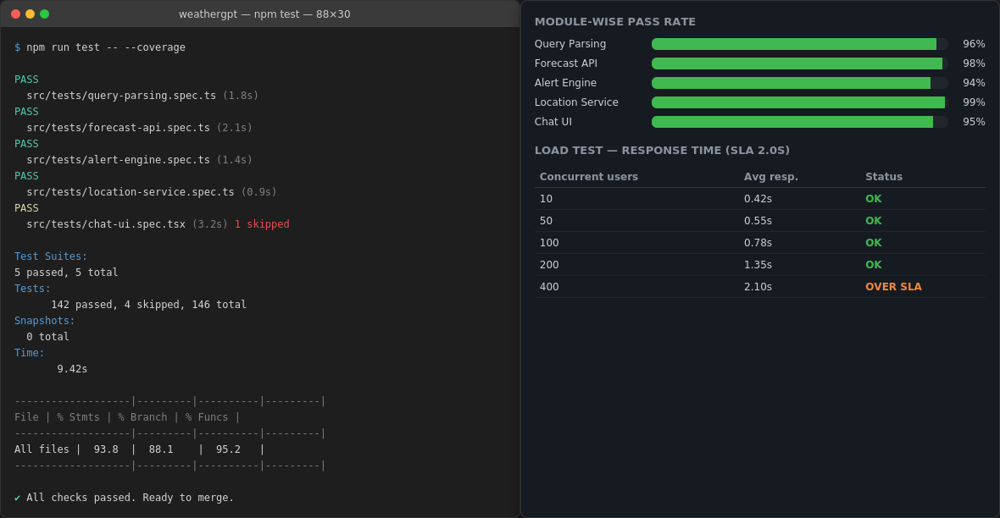 weathergpt — npm test — 88×30
$ npm run test -- --coverage
PASS
src/tests/query-parsing.spec.ts (1.8s)
PASS
src/tests/forecast-api.spec.ts (2.1s)
PASS
src/tests/alert-engine.spec.ts (1.4s)
PASS
src/tests/location-service.spec.ts (0.9s)
PASS
src/tests/chat-ui.spec.tsx (3.2s) 1 skipped
Test Suites:
5 passed, 5 total
Tests:
142 passed, 4 skipped, 146 total
Snapshots:
0 total
Time:
9.42s
-------------------|---------|----------|---------|
File | % Stmts | % Branch | % Funcs |
-------------------|---------|----------|---------|
All files | 93.8 | 88.1 | 95.2 |
-------------------|---------|----------|---------|
✔ All checks passed. Ready to merge.
MODULE-WISE PASS RATE
Query Parsing 96%
Forecast API 98%
Alert Engine 94%
Location Service 99%
Chat UI 95%
LOAD TEST — RESPONSE TIME (SLA 2.0S)
Concurrent users Avg resp. Status
10 0.42s OK
50 0.55s OK
100 0.78s OK
200 1.35s OK
400 2.10s OVER SLA